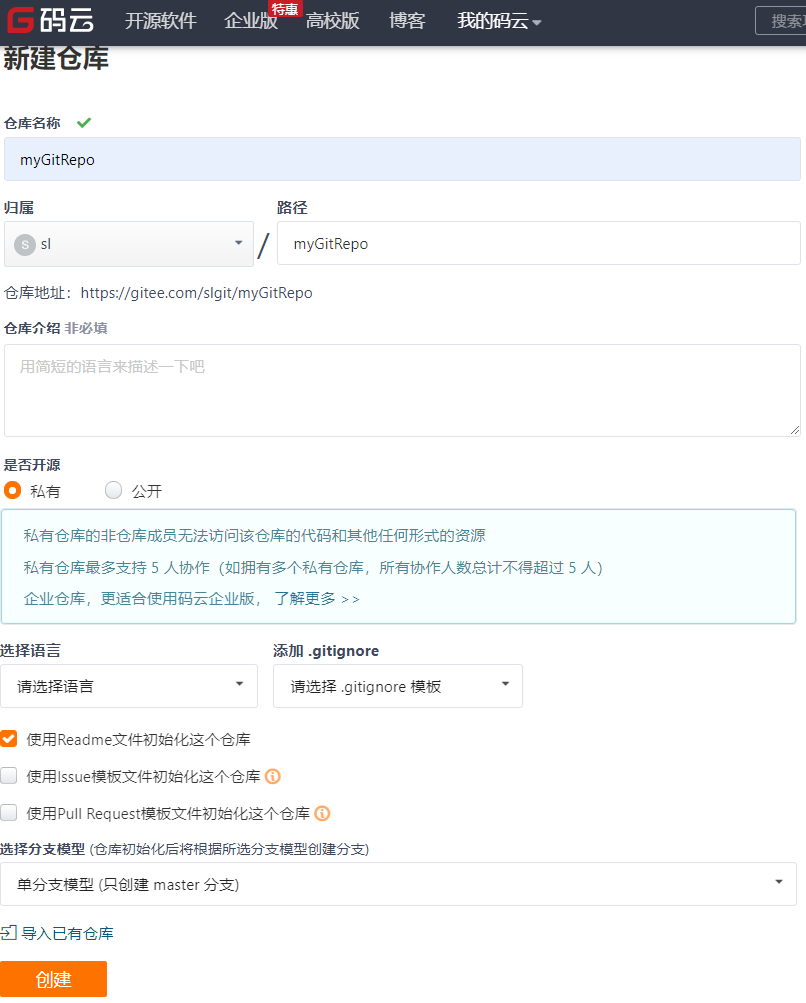 G码云 开源软件 企业版 特惠 高校版 博客 我的码云 搜索
新建仓库
仓库名称
myGitRepo
归属 路径
S sl / myGitRepo
仓库地址：https://gitee.com/slgit/myGitRepo
仓库介绍 非必填
用简短的语言来描述一下吧
是否开源
私有 公开
私有仓库的非仓库成员无法访问该仓库的代码和其他任何形式的资源
私有仓库最多支持 5 人协作（如拥有多个私有仓库，所有协作人数总计不得超过 5 人）
企业仓库，更适合使用码云企业版， 了解更多 >>
选择语言 添加 .gitignore
请选择语言 请选择 .gitignore 模板
使用Readme文件初始化这个仓库
使用Issue模板文件初始化这个仓库
使用Pull Request模板文件初始化这个仓库
选择分支模型 (仓库初始化后将根据所选分支模型创建分支)
单分支模型 (只创建 master 分支)
导入已有仓库
创建